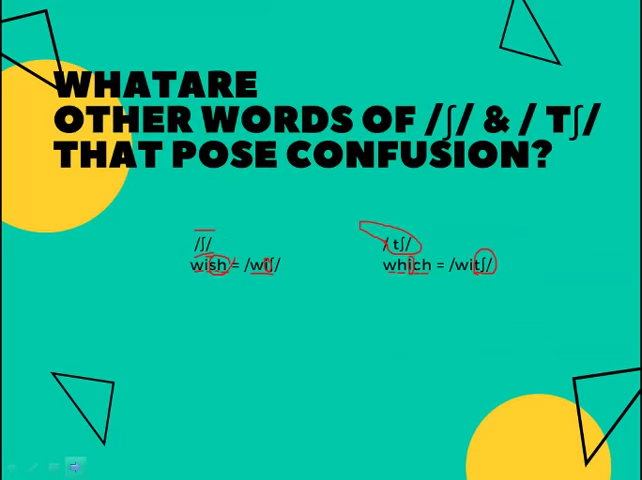 WHATARE
OTHER WORDS OF /ʃ/ & / Tʃ/
THAT POSE CONFUSION?
/ʃ/
wish = /wiʃ/
/ tʃ/
which = /witʃ/